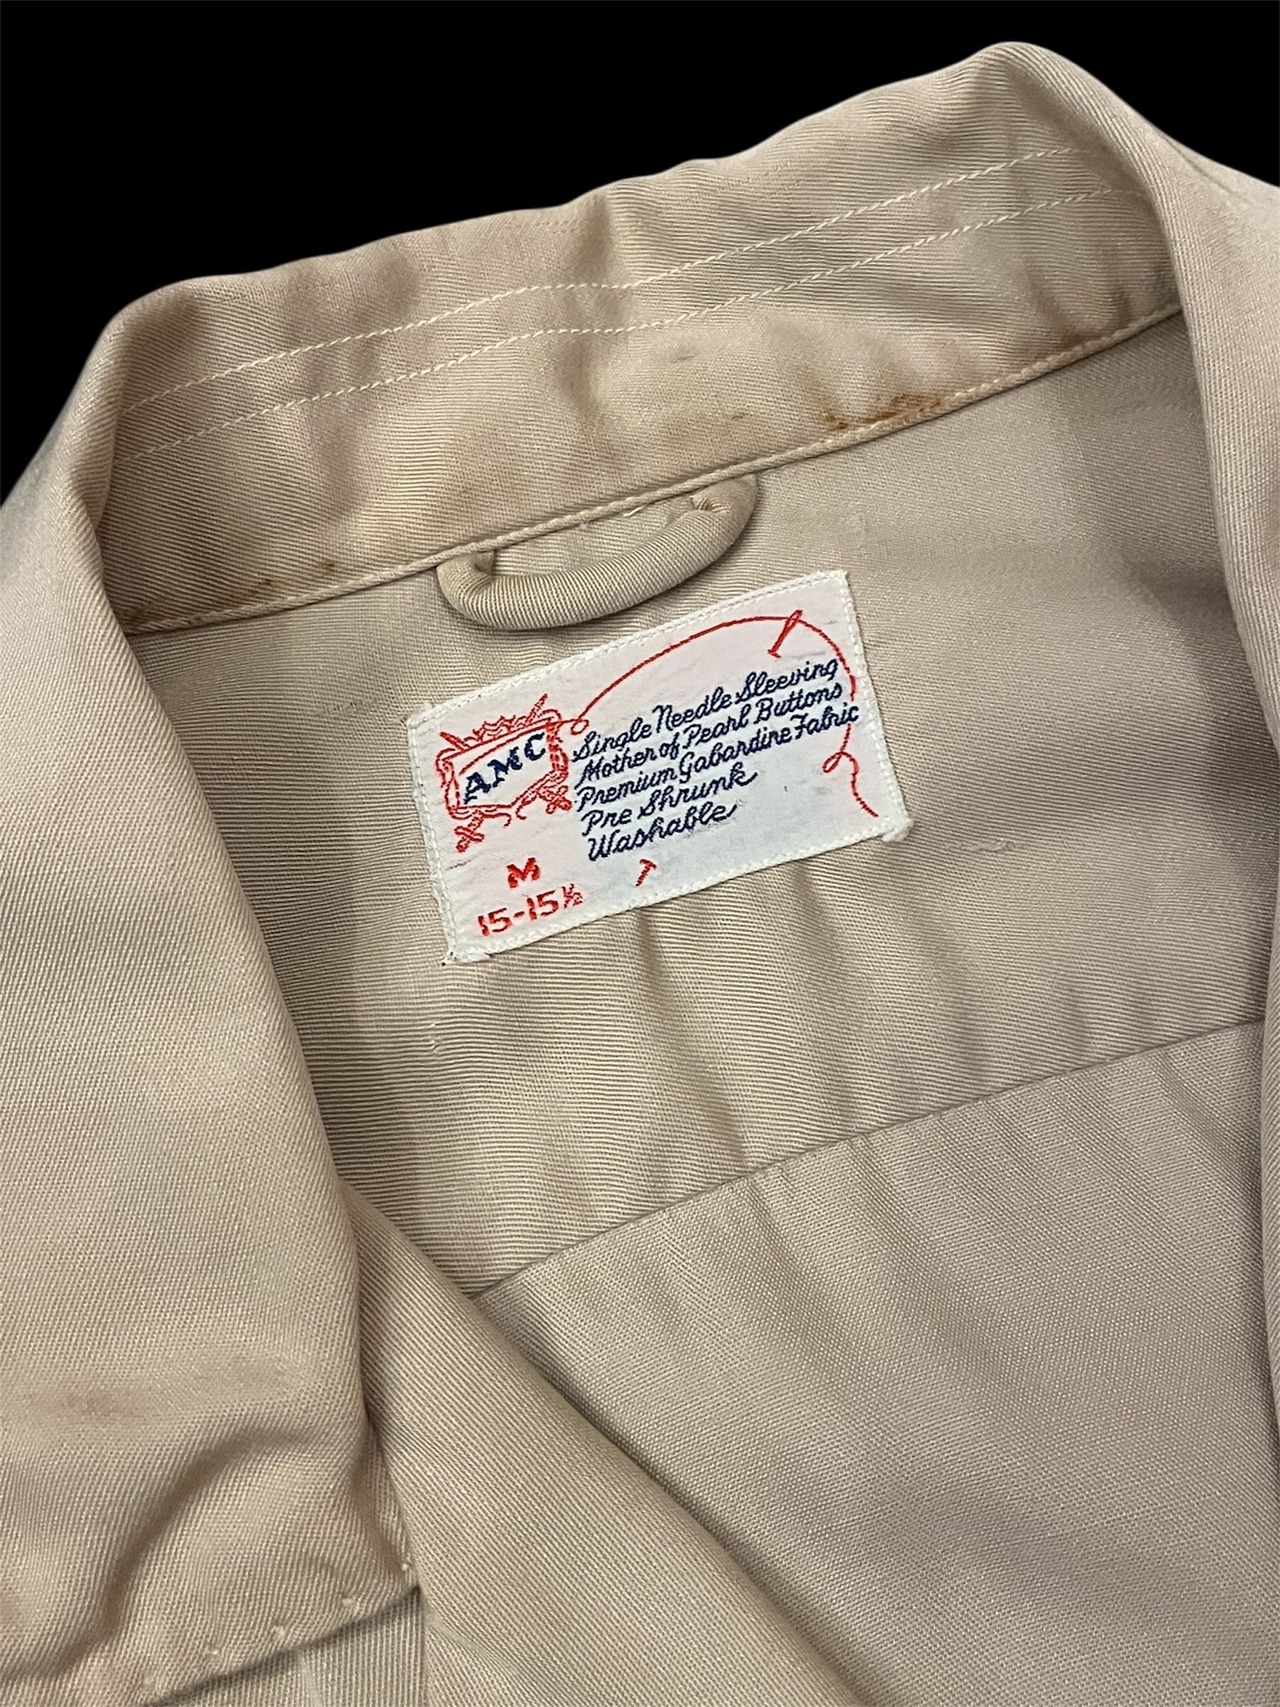 AMC
Single Needle Sleeving
Mother of Pearl Buttons
Premium Gabardine Fabric
Pre Shrunk
Washable
M
15-15½